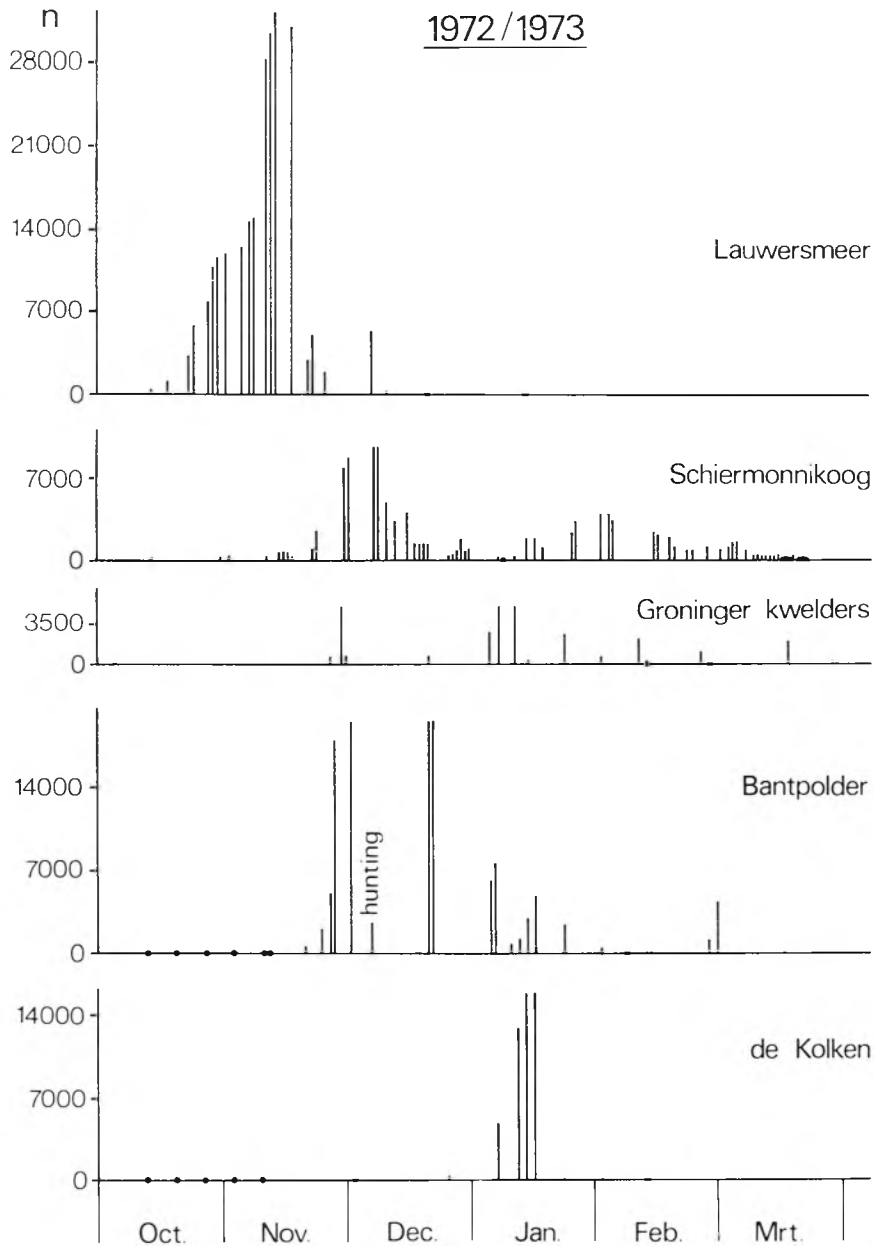 n
1972/1973
28000
21000
14000
7000
0
Lauwersmeer
7000
0
Schiermonnikoog
3500
0
Groninger kwelders
14000
7000
0
hunting
Bantpolder
14000
7000
0
de Kolken
Oct. Nov. Dec. Jan. Feb. Mrt.